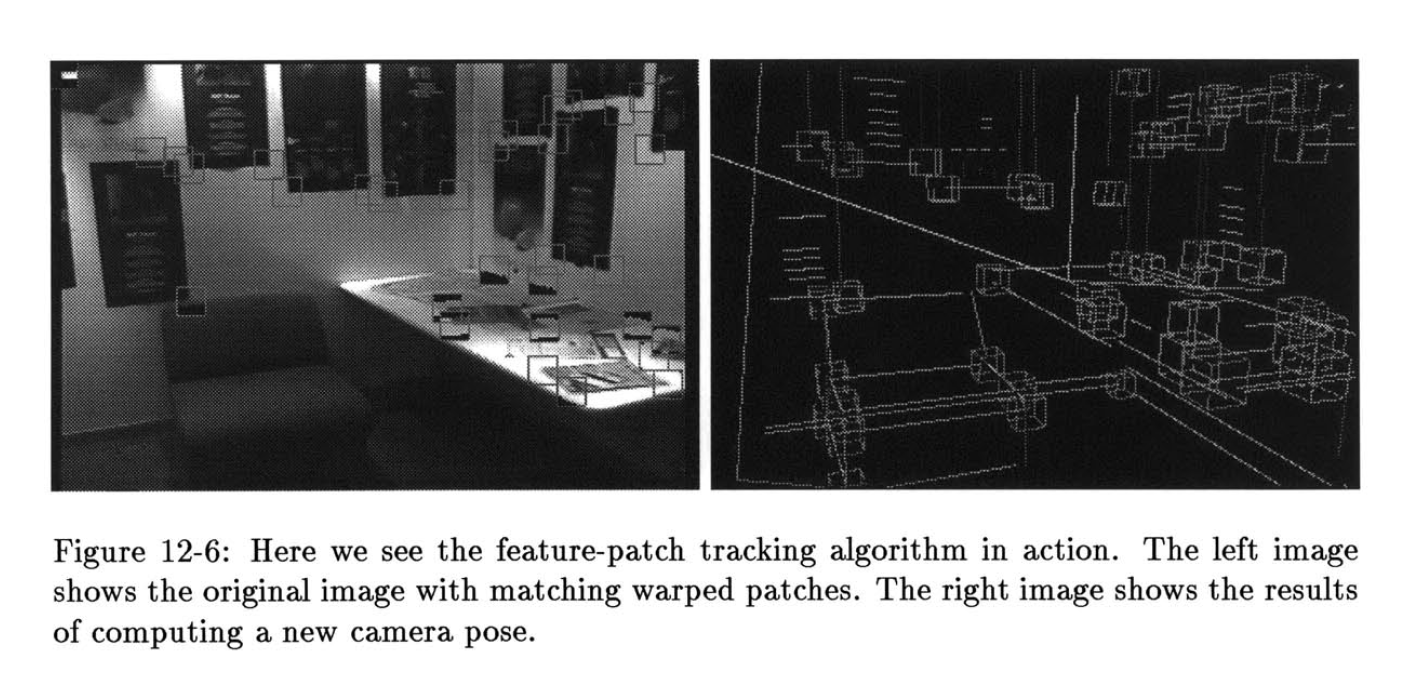 Figure 12-6: Here we see the feature-patch tracking algorithm in action. The left image
shows the original image with matching warped patches. The right image shows the results
of computing a new camera pose.